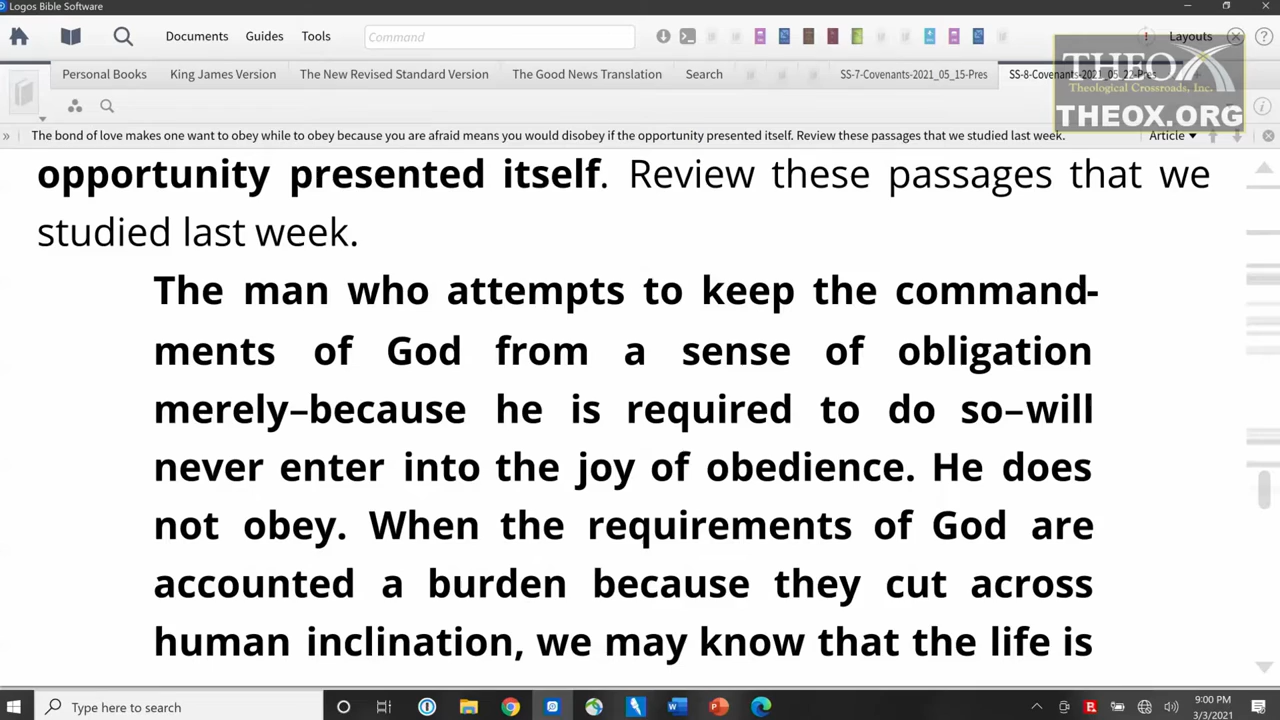 Logos Bible Software
Documents Guides Tools Command Layouts
Personal Books King James Version The New Revised Standard Version The Good News Translation Search SS-7-Covenants-2021_05_15-Pres SS-8-Covenants-2021_05_22-Pres
THEOX
Theological Crossroads, Inc.
THEOX.ORG
The bond of love makes one want to obey while to obey because you are afraid means you would disobey if the opportunity presented itself. Review these passages that we studied last week. Article
opportunity presented itself. Review these passages that we
studied last week.
The man who attempts to keep the command-
ments of God from a sense of obligation
merely–because he is required to do so–will
never enter into the joy of obedience. He does
not obey. When the requirements of God are
accounted a burden because they cut across
human inclination, we may know that the life is
Type here to search
9:00 PM
3/3/2021